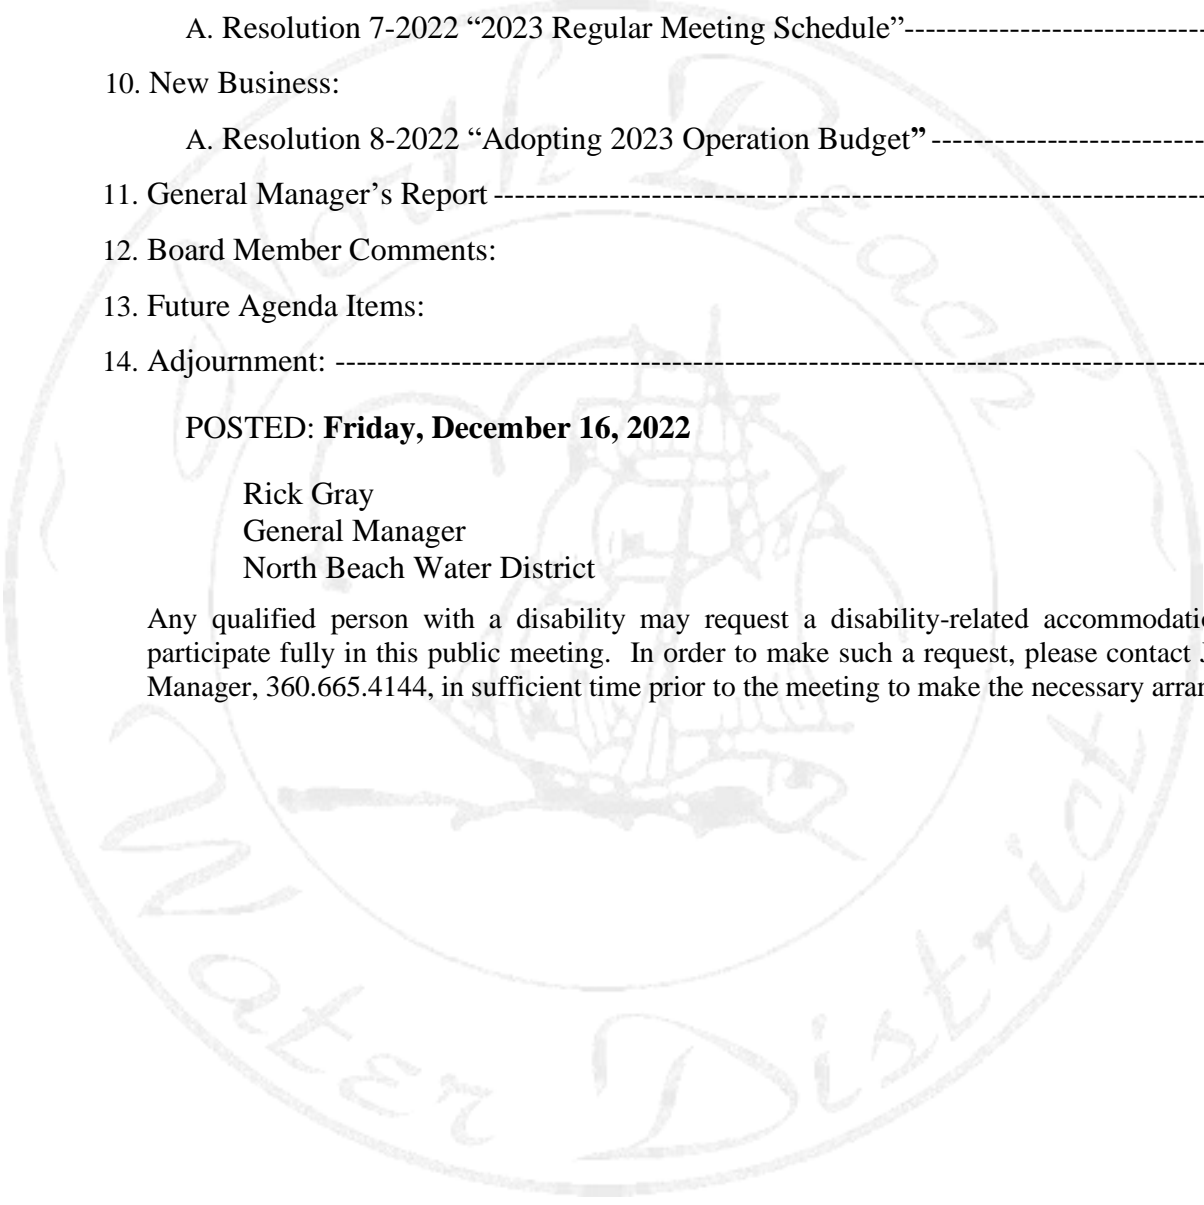 A. Resolution 7-2022 “2023 Regular Meeting Schedule”----------------------------
10. New Business:
A. Resolution 8-2022 “Adopting 2023 Operation Budget” --------------------------
11. General Manager’s Report --------------------------------------------------------------------
12. Board Member Comments:
13. Future Agenda Items:
14. Adjournment: -----------------------------------------------------------------------------------
POSTED: Friday, December 16, 2022
Rick Gray
General Manager
North Beach Water District
Any qualified person with a disability may request a disability-related
participate fully in this public meeting. In order to make such a request, please contact
Manager, 360.665.4144, in sufficient time prior to the meeting to make the necessary
~ North Beach ~
Water District